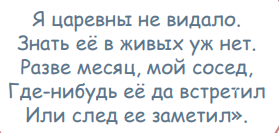 Я царевны не видало.
Знать её в живых уж нет.
Разве месяц, мой сосед,
Где-нибудь её да встретил
Или след ее заметил».